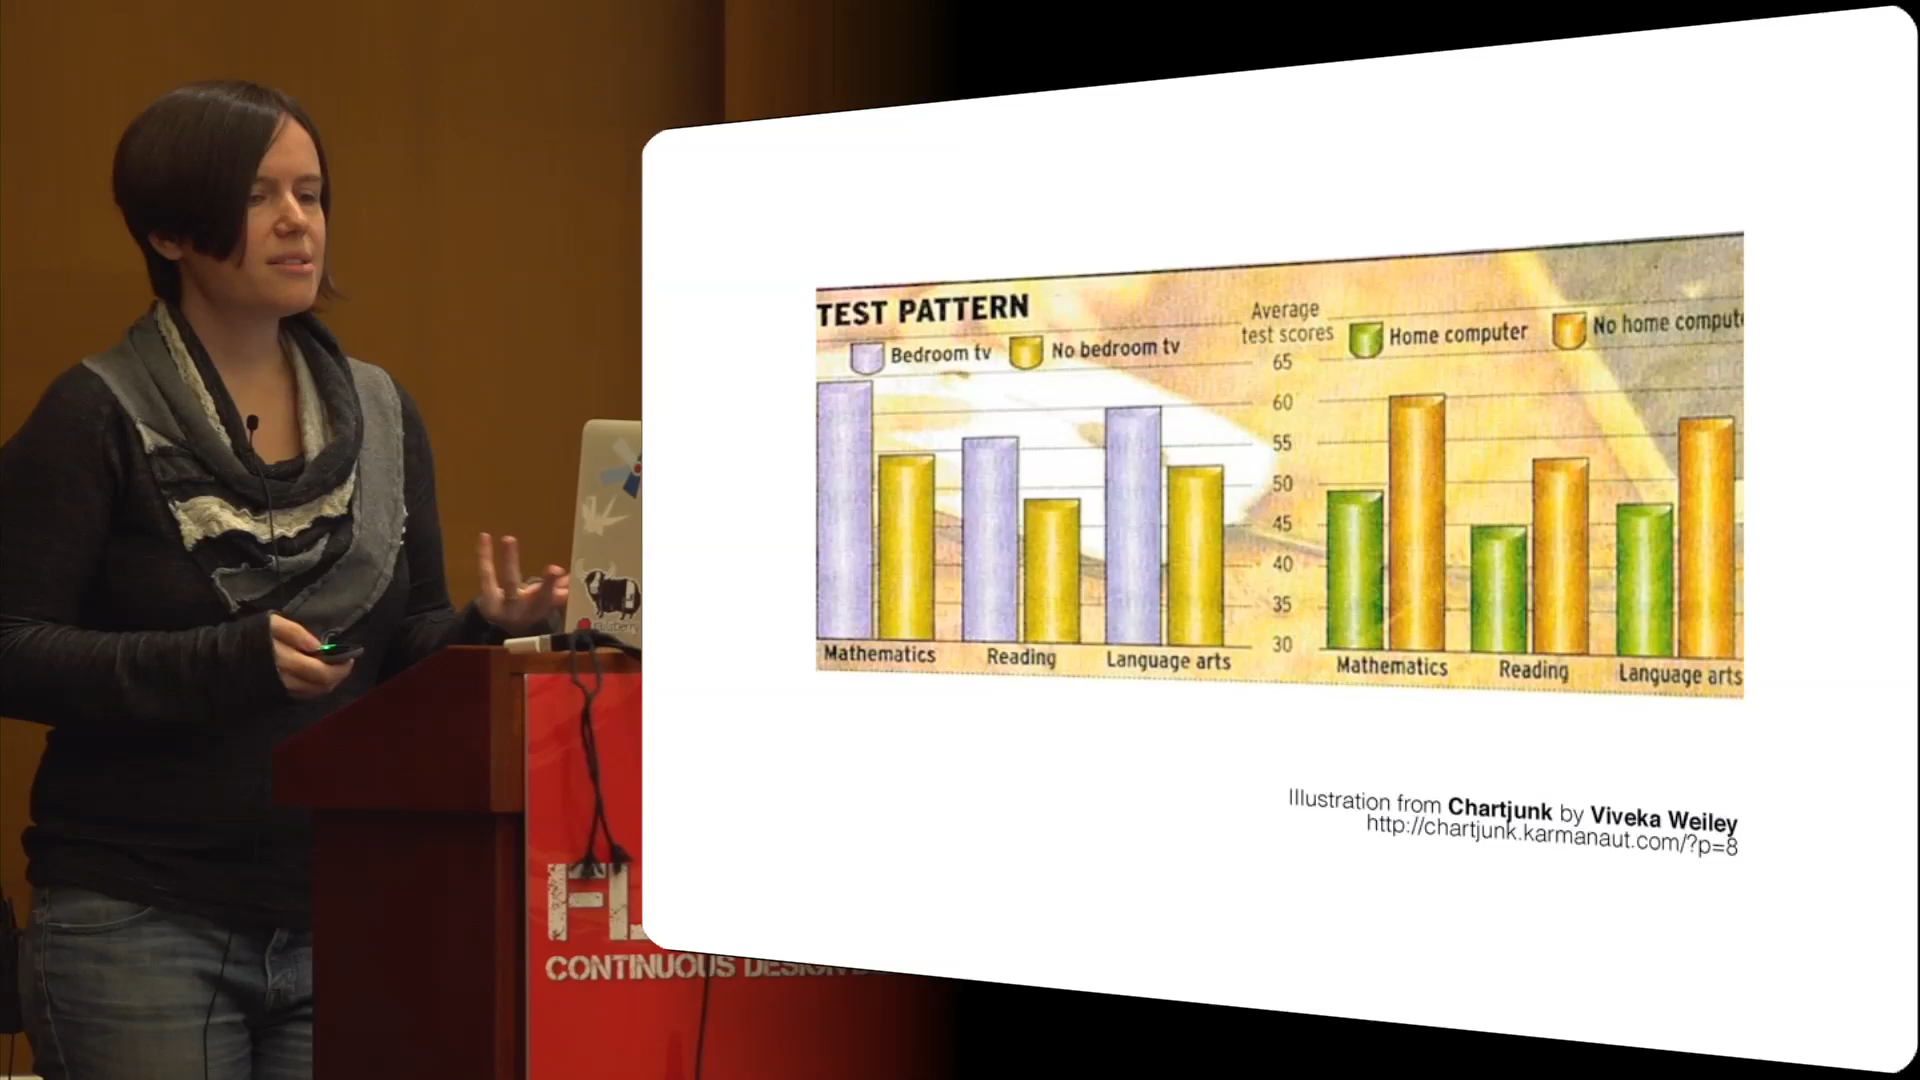 TEST PATTERN
Bedroom tv
No bedroom tv
Average
test scores
Home computer
No home compute
65
60
55
50
45
40
35
30
Mathematics
Reading
Language arts
Mathematics
Reading
Language arts
Illustration from Chartjunk by Viveka Weiley
http://chartjunk.karmanaut.com/?p=8
CONTINUOUS DESIGN